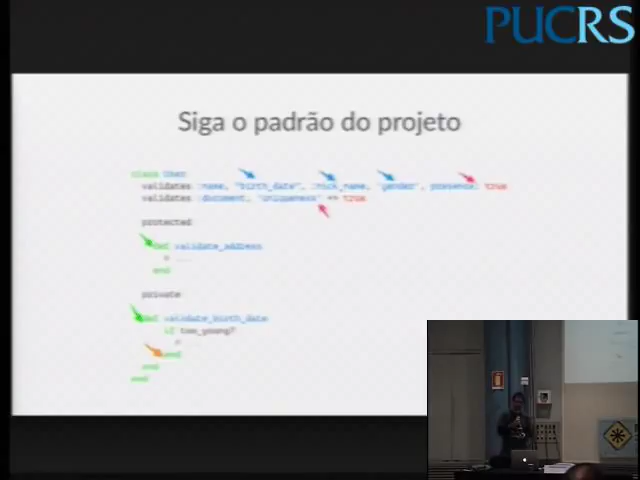 PUCRS
Siga o padrão do projeto
class User
validates :name, "birth_date", :nick_name, 'gender', presence: true
validates :document, 'uniqueness' => true
protected
def validate_address
# ...
end
private
def validate_birth_date
if too_young?
#
end
end
end